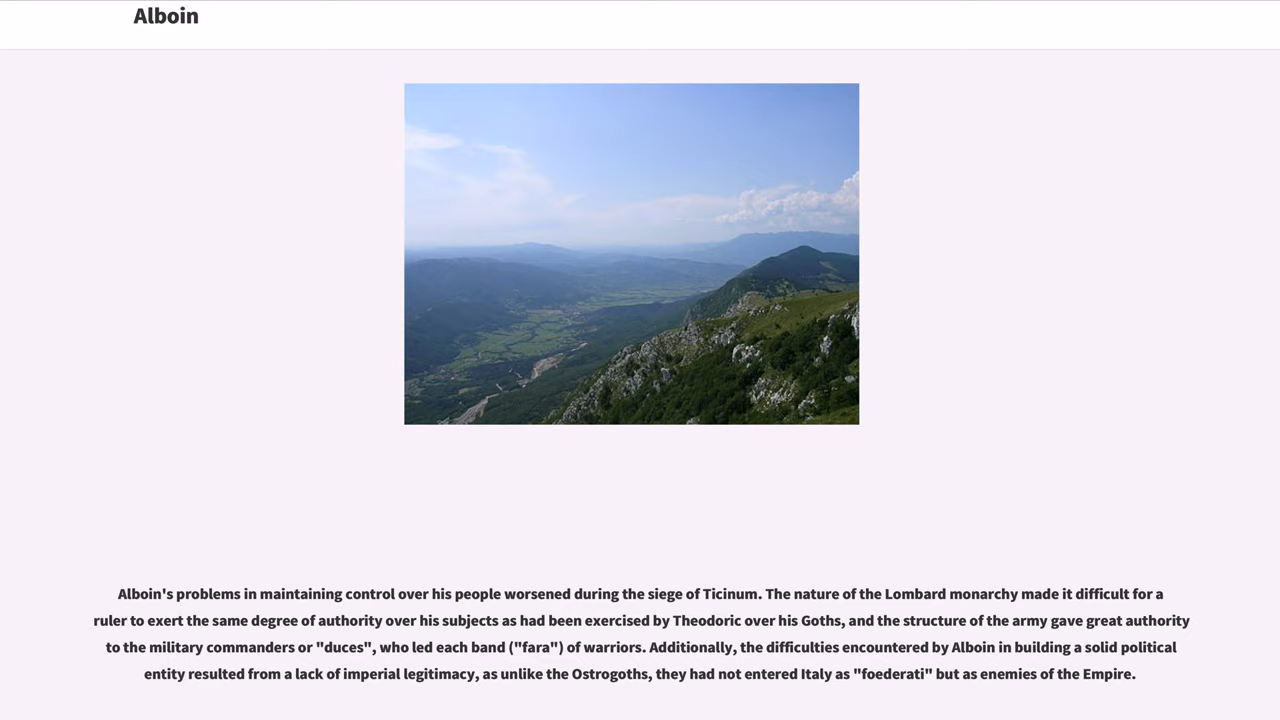 Alboin
Alboin's problems in maintaining control over his people worsened during the siege of Ticinum. The nature of the Lombard monarchy made it difficult for a
ruler to exert the same degree of authority over his subjects as had been exercised by Theodoric over his Goths, and the structure of the army gave great authority
to the military commanders or "duces", who led each band ("fara") of warriors. Additionally, the difficulties encountered by Alboin in building a solid political
entity resulted from a lack of imperial legitimacy, as unlike the Ostrogoths, they had not entered Italy as "foederati" but as enemies of the Empire.